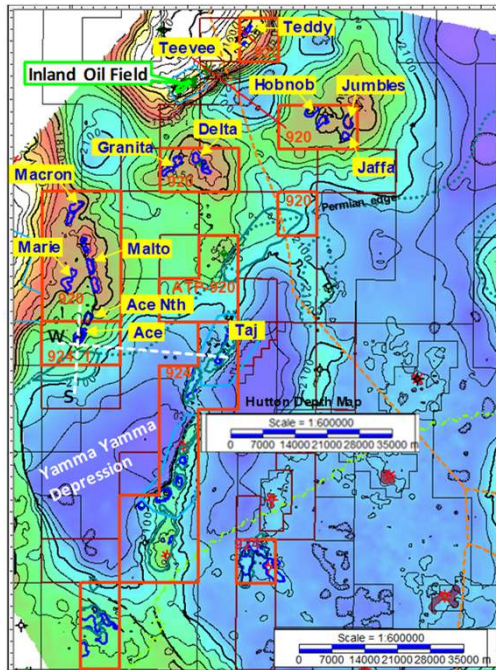 Teddy
Teevee
Inland Oil Field
Hobnob
Jumbles
Delta
Granita
920
Jaffa
Macron
920
920
Permian edge
Marie
Malto
920
ATP-920
Ace Nth
Ace
Taj
W
924
924
S
Hutton Depth Map
Scale = 1:600000
0 7000 14000 21000 28000 35000 m
Yamma Yamma
Depression
Scale = 1:600000
0 7000 14000 21000 28000 35000 m